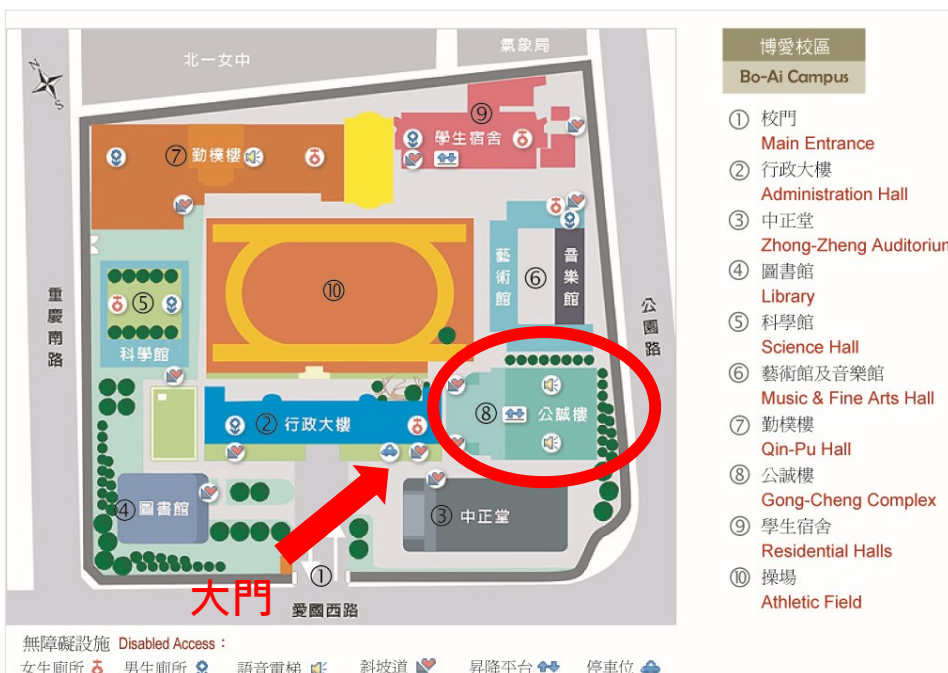 北一女中
氣象局
N
S
⑨
學生宿舍
⑦ 勤樸樓
藝術館
⑥
音樂館
⑩
⑤
科學館
重慶南路
公園路
⑧ 公誠樓
② 行政大樓
④ 圖書館
③ 中正堂
大門
①
愛國西路
博愛校區
Bo-Ai Campus
① 校門
Main Entrance
② 行政大樓
Administration Hall
③ 中正堂
Zhong-Zheng Auditorium
④ 圖書館
Library
⑤ 科學館
Science Hall
⑥ 藝術館及音樂館
Music & Fine Arts Hall
⑦ 勤樸樓
Qin-Pu Hall
⑧ 公誠樓
Gong-Cheng Complex
⑨ 學生宿舍
Residential Halls
⑩ 操場
Athletic Field
無障礙設施 Disabled Access：
女生廁所 男生廁所 語音電梯 斜坡道 昇降平台 停車位